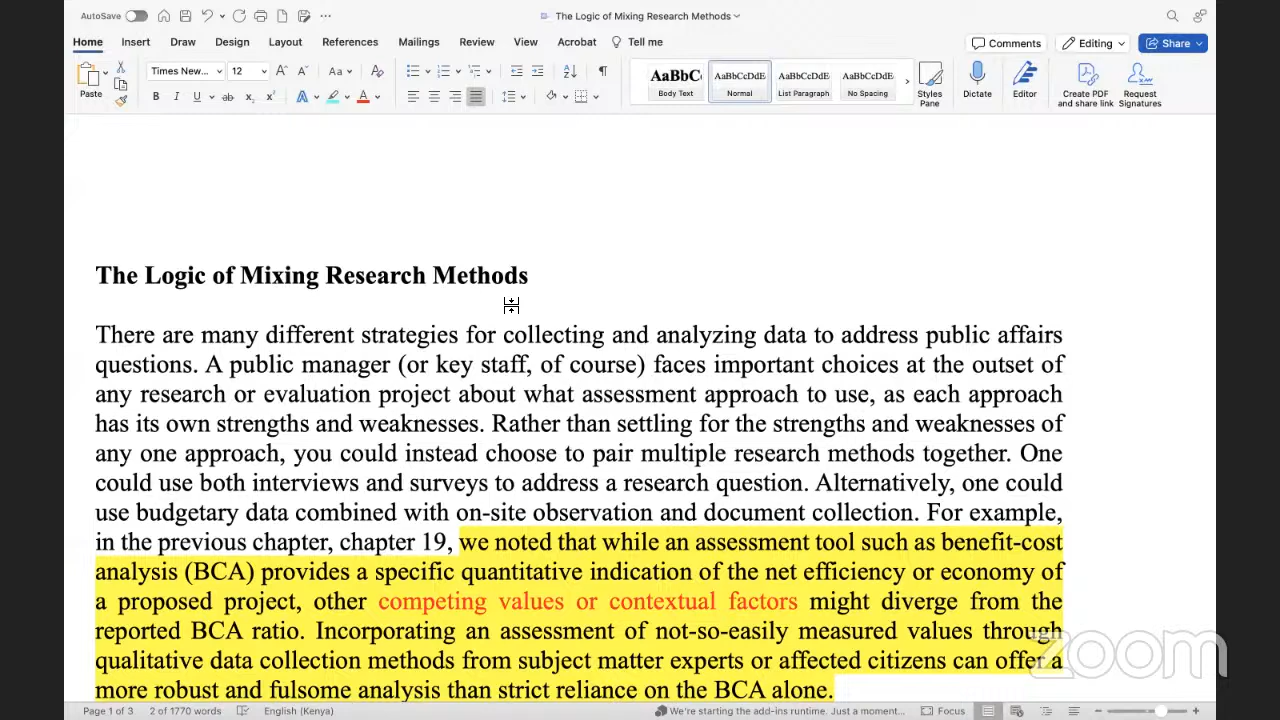 AutoSave
The Logic of Mixing Research Methods
Home Insert Draw Design Layout References Mailings Review View Acrobat Tell me
Comments Editing Share
Paste
Times New... 12
Aa
B I U ab x x A A
AaBbC AaBbCcDdE AaBbCcDdE AaBbCcDdE
Body Text Normal List Paragraph No Spacing
Styles Pane
Dictate
Editor
Create PDF and share link
Request Signatures
The Logic of Mixing Research Methods
There are many different strategies for collecting and analyzing data to address public affairs
questions. A public manager (or key staff, of course) faces important choices at the outset of
any research or evaluation project about what assessment approach to use, as each approach
has its own strengths and weaknesses. Rather than settling for the strengths and weaknesses of
any one approach, you could instead choose to pair multiple research methods together. One
could use both interviews and surveys to address a research question. Alternatively, one could
use budgetary data combined with on-site observation and document collection. For example,
in the previous chapter, chapter 19, we noted that while an assessment tool such as benefit-cost
analysis (BCA) provides a specific quantitative indication of the net efficiency or economy of
a proposed project, other competing values or contextual factors might diverge from the
reported BCA ratio. Incorporating an assessment of not-so-easily measured values through
qualitative data collection methods from subject matter experts or affected citizens can offer a
more robust and fulsome analysis than strict reliance on the BCA alone.
zoom
Page 1 of 3 2 of 1770 words English (Kenya) We're starting the add-ins runtime. Just a moment... Focus